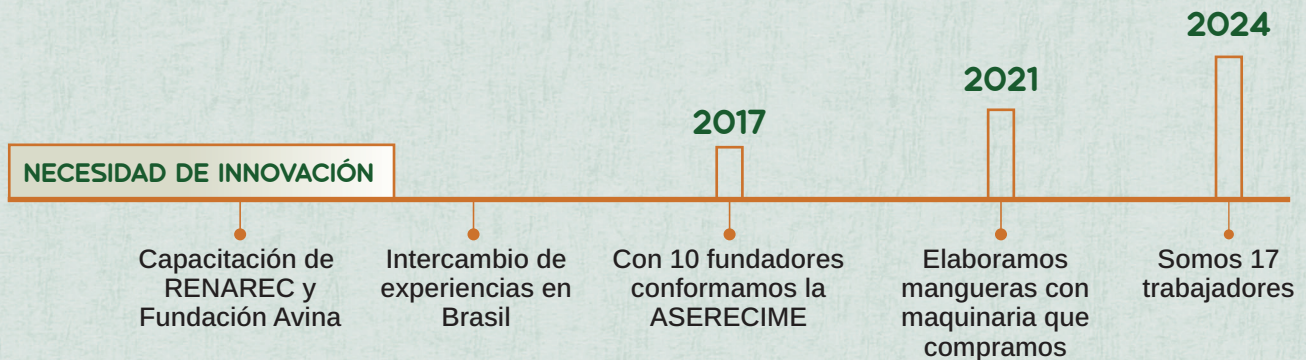 2024
2021
2017
NECESIDAD DE INNOVACIÓN
Capacitación de
RENAREC y
Fundación Avina
Intercambio de
experiencias en
Brasil
Con 10 fundadores
conformamos la
ASERECIME
Elaboramos
mangueras con
maquinaria que
compramos
Somos 17
trabajadores